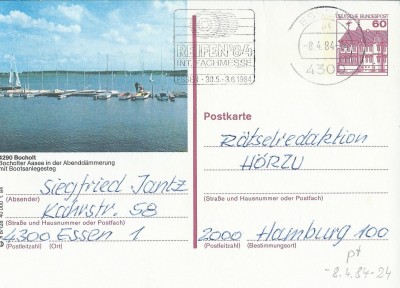 REIFEN '84
INT. FACHMESSE
ESSEN · 30.5.-3.6.1984
-8.4.84
430
DEUTSCHE BUNDESPOST
60
4290 Bocholt
Bocholter Aasee in der Abenddämmerung
mit Bootsanlegesteg
Siegfried Jantz
(Absender)
Kahrstr. 58
(Straße und Hausnummer oder Postfach)
4300 Essen 1
(Postleitzahl) (Ort)
Postkarte
Rätselredaktion
HÖRZU
(Straße und Hausnummer oder Postfach)
2000 Hamburg 100
(Postleitzahl) (Bestimmungsort)
pt
-8.4.84-24